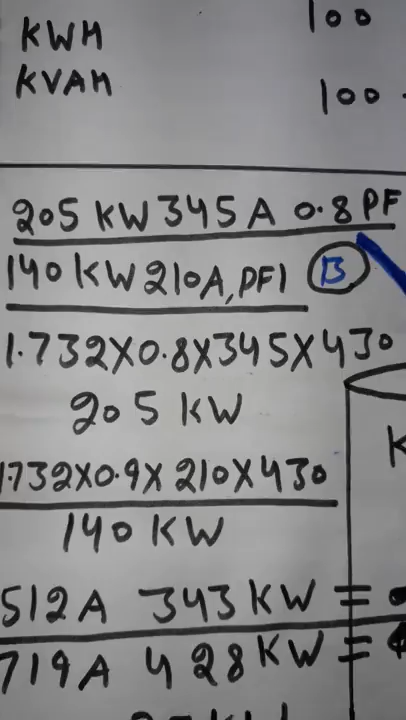 KWH 100
KVAH 100
205 KW 345 A 0.8 PF
140 KW 210A, PF1 B
1.732X0.8X345X430
205 KW
1.732X0.9X210X430
140 KW
512A 343 KW =
719A 428 KW =